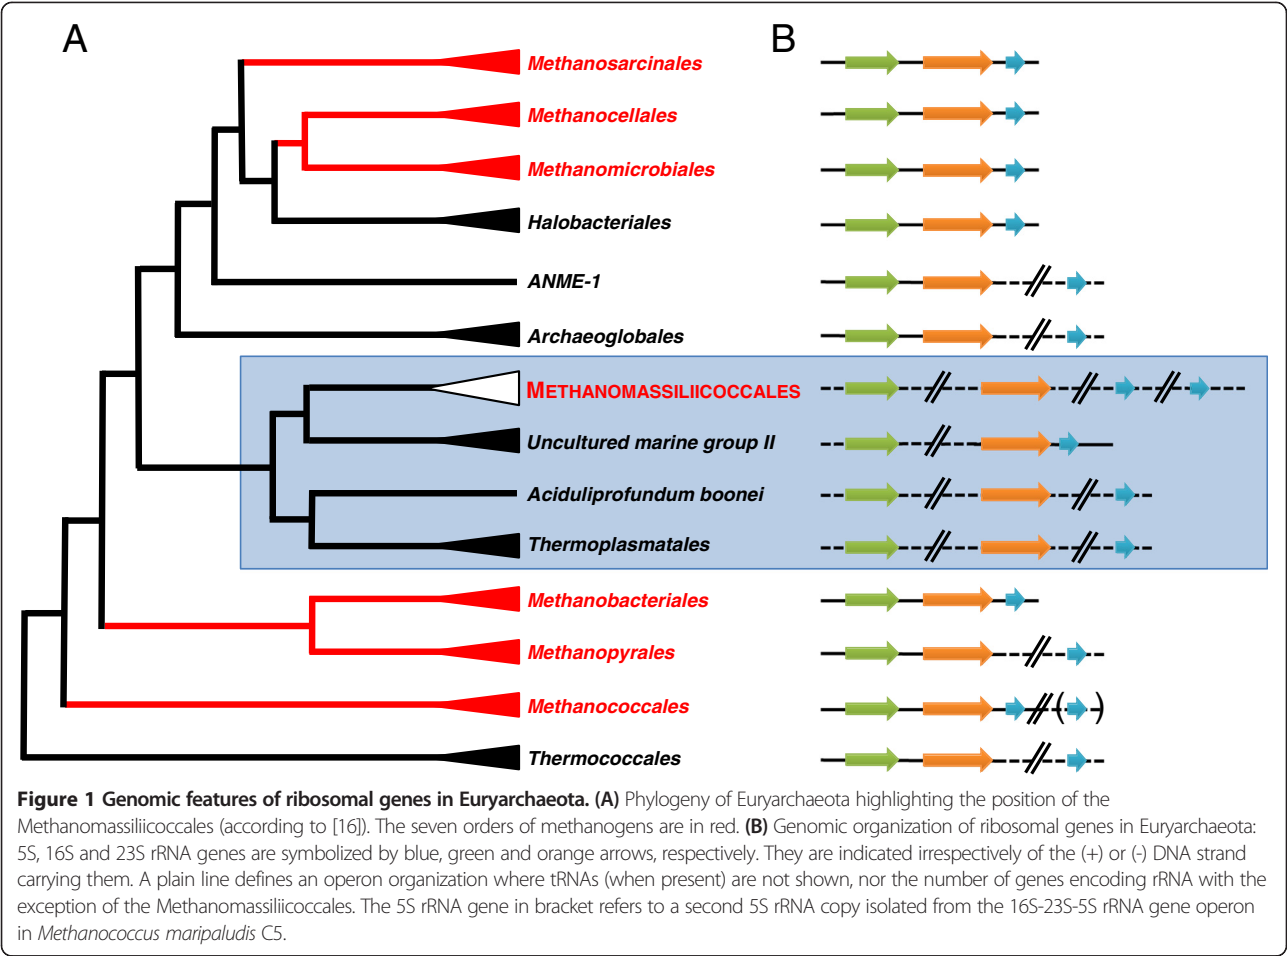 A
B
Methanosarcinales
Methanocellales
Methanomicrobiales
Halobacteriales
ANME-1
Archaeoglobales
METHANOMASSILIICOCCALES
Uncultured marine group II
Aciduliprofundum boonei
Thermoplasmatales
Methanobacteriales
Methanopyrales
Methanococcales
( )
Thermococcales
Figure 1 Genomic features of ribosomal genes in Euryarchaeota. (A) Phylogeny of Euryarchaeota highlighting the position of the
Methanomassiliicoccales (according to [16]). The seven orders of methanogens are in red. (B) Genomic organization of ribosomal genes in Euryarchaeota:
5S, 16S and 23S rRNA genes are symbolized by blue, green and orange arrows, respectively. They are indicated irrespectively of the (+) or (-) DNA strand
carrying them. A plain line defines an operon organization where tRNAs (when present) are not shown, nor the number of genes encoding rRNA with the
exception of the Methanomassiliicoccales. The 5S rRNA gene in bracket refers to a second 5S rRNA copy isolated from the 16S-23S-5S rRNA gene operon
in Methanococcus maripaludis C5.